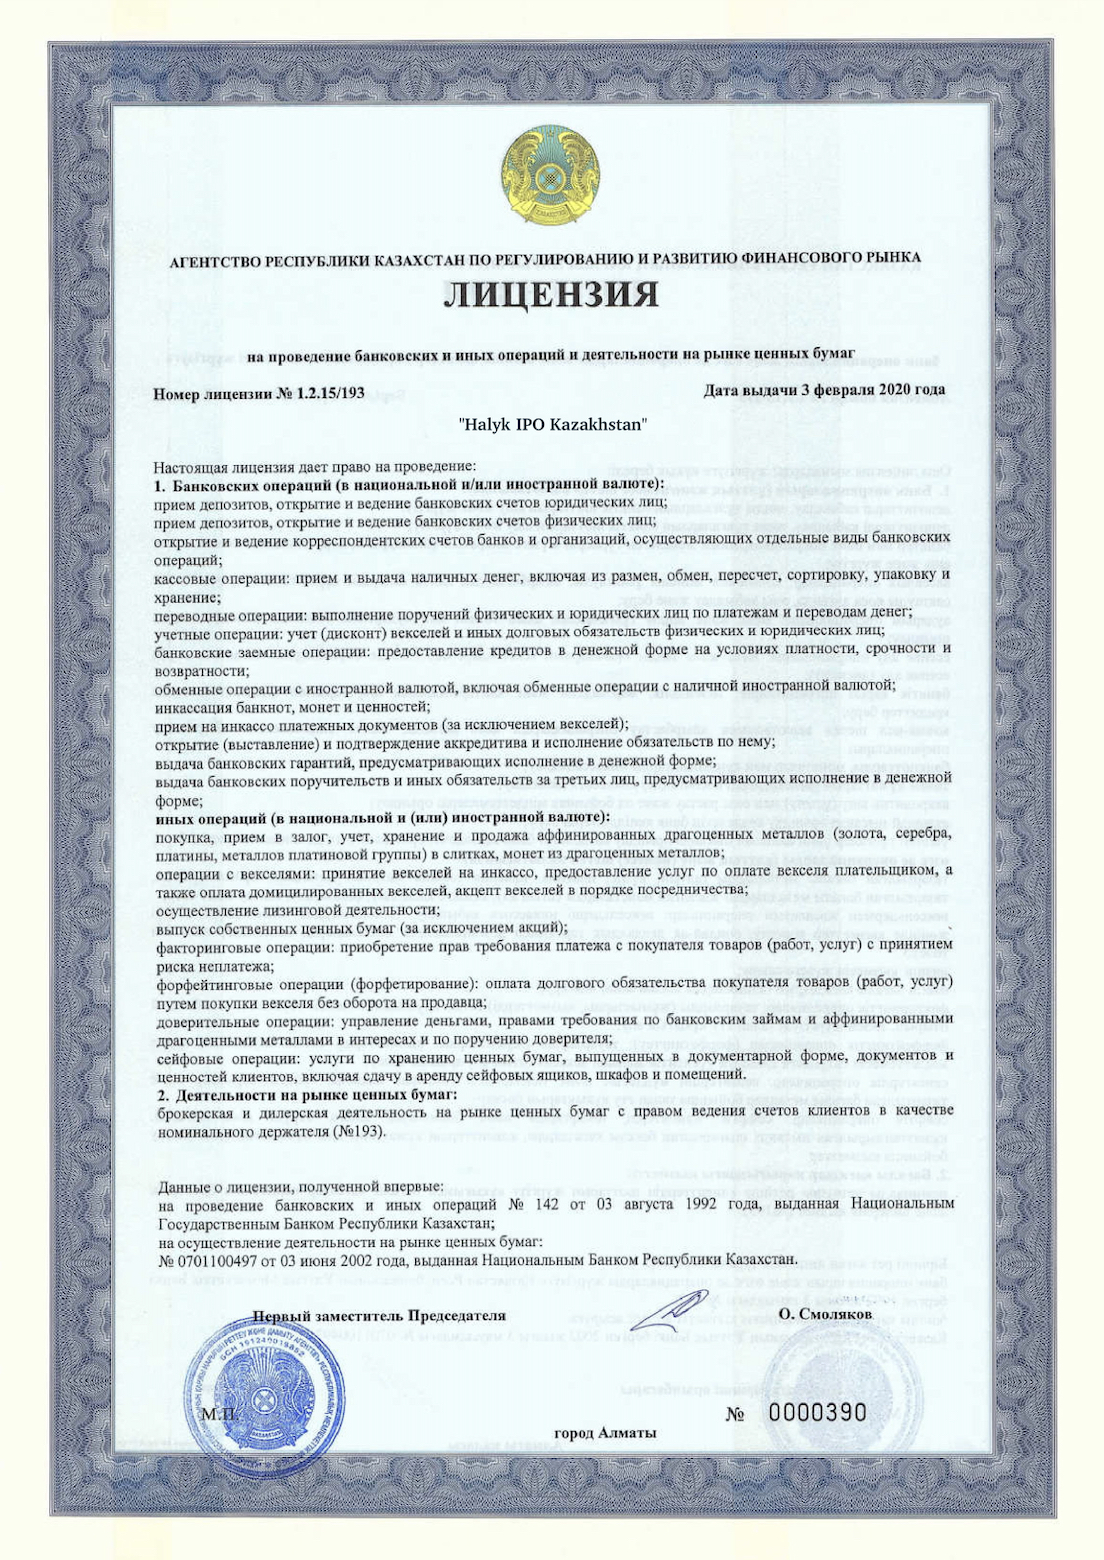 АГЕНТСТВО РЕСПУБЛИКИ КАЗАХСТАН ПО РЕГУЛИРОВАНИЮ И РАЗВИТИЮ ФИНАНСОВОГО РЫНКА
ЛИЦЕНЗИЯ
на проведение банковских и иных операций и деятельности на рынке ценных бумаг
Номер лицензии № 1.2.15/193 Дата выдачи 3 февраля 2020 года
"Halyk IPO Kazakhstan"
Настоящая лицензия дает право на проведение:
1. Банковских операций (в национальной и/или иностранной валюте):
прием депозитов, открытие и ведение банковских счетов юридических лиц;
прием депозитов, открытие и ведение банковских счетов физических лиц;
открытие и ведение корреспондентских счетов банков и организаций, осуществляющих отдельные виды банковских
операций;
кассовые операции: прием и выдача наличных денег, включая из размен, обмен, пересчет, сортировку, упаковку и
хранение;
переводные операции: выполнение поручений физических и юридических лиц по платежам и переводам денег;
учетные операции: учет (дисконт) векселей и иных долговых обязательств физических и юридических лиц;
банковские заемные операции: предоставление кредитов в денежной форме на условиях платности, срочности и
возвратности;
обменные операции с иностранной валютой, включая обменные операции с наличной иностранной валютой;
инкассация банкнот, монет и ценностей;
прием на инкассо платежных документов (за исключением векселей);
открытие (выставление) и подтверждение аккредитива и исполнение обязательств по нему;
выдача банковских гарантий, предусматривающих исполнение в денежной форме;
выдача банковских поручительств и иных обязательств за третьих лиц, предусматривающих исполнение в денежной
форме;
иных операций (в национальной и (или) иностранной валюте):
покупка, прием в залог, учет, хранение и продажа аффинированных драгоценных металлов (золота, серебра,
платины, металлов платиновой группы) в слитках, монет из драгоценных металлов;
операции с векселями: принятие векселей на инкассо, предоставление услуг по оплате векселя плательщиком, а
также оплата домицилированных векселей, акцепт векселей в порядке посредничества;
осуществление лизинговой деятельности;
выпуск собственных ценных бумаг (за исключением акций);
факторинговые операции: приобретение прав требования платежа с покупателя товаров (работ, услуг) с принятием
риска неплатежа;
форфейтинговые операции (форфетирование): оплата долгового обязательства покупателя товаров (работ, услуг)
путем покупки векселя без оборота на продавца;
доверительные операции: управление деньгами, правами требования по банковским займам и аффинированными
драгоценными металлами в интересах и по поручению доверителя;
сейфовые операции: услуги по хранению ценных бумаг, выпущенных в документарной форме, документов и
ценностей клиентов, включая сдачу в аренду сейфовых ящиков, шкафов и помещений.
2. Деятельности на рынке ценных бумаг:
брокерская и дилерская деятельность на рынке ценных бумаг с правом ведения счетов клиентов в качестве
номинального держателя (№193).
Данные о лицензии, полученной впервые:
на проведение банковских и иных операций № 142 от 03 августа 1992 года, выданная Национальным
Государственным Банком Республики Казахстан;
на осуществление деятельности на рынке ценных бумаг:
№ 0701100497 от 03 июня 2002 года, выданная Национальным Банком Республики Казахстан.
Первый заместитель Председателя О. Смоляков
М.П.
№ 0000390
город Алматы